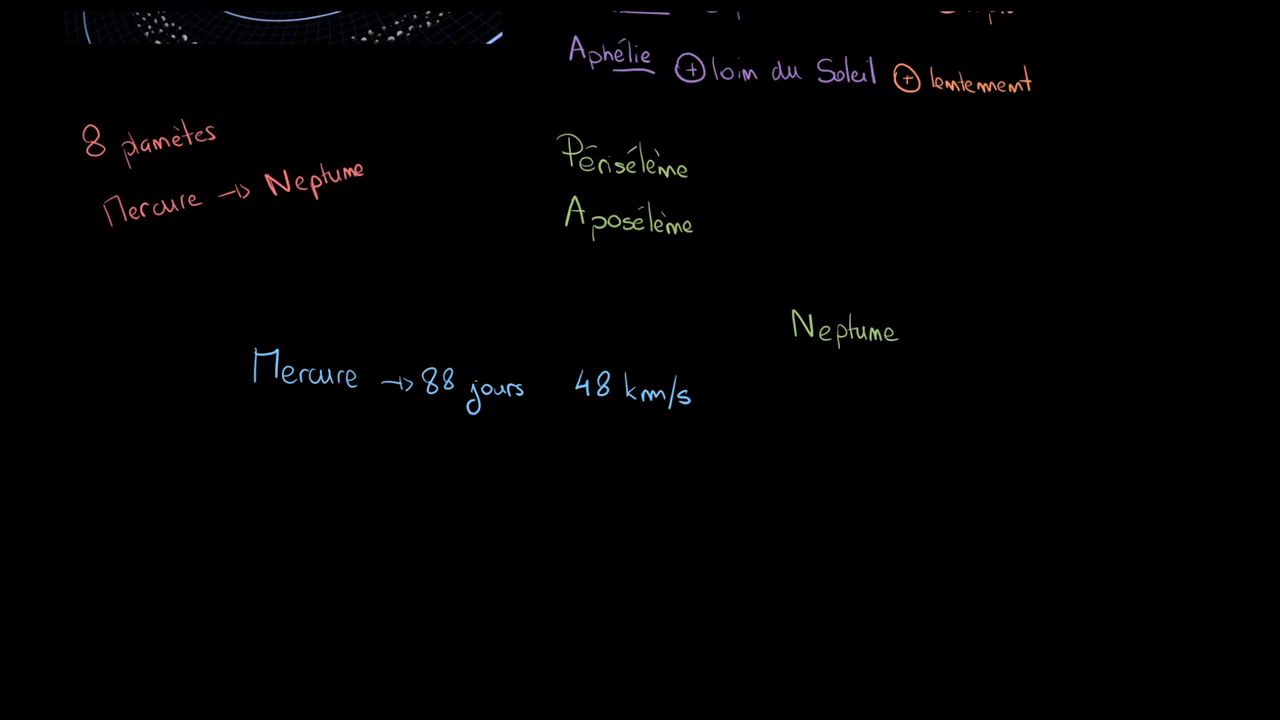 Aphélie ⊕ loin du Soleil ⊕ lentement
8 planètes
Mercure → Neptune
Périsélène
Aposélène
Neptune
Mercure → 88 jours 48 km/s